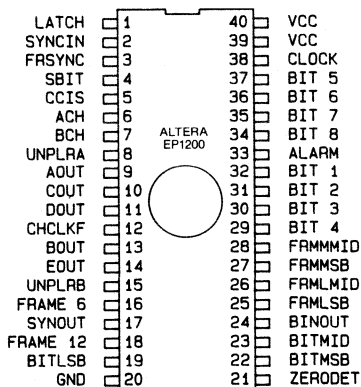 LATCH 1 40 VCC
SYNCIN 2 39 VCC
FRSYNC 3 38 CLOCK
SBIT 4 37 BIT 5
CCIS 5 36 BIT 6
ACH 6 35 BIT 7
BCH 7 ALTERA 34 BIT 8
UNPLRA 8 EP1200 33 ALARM
AOUT 9 32 BIT 1
COUT 10 31 BIT 2
DOUT 11 30 BIT 3
CHCLKF 12 29 BIT 4
BOUT 13 28 FRMMMID
EOUT 14 27 FRMMSB
UNPLRB 15 26 FRMLMID
FRAME 6 16 25 FRMLSB
SYNOUT 17 24 BINOUT
FRAME 12 18 23 BITMID
BITLSB 19 22 BITMSB
GND 20 21 ZERODET